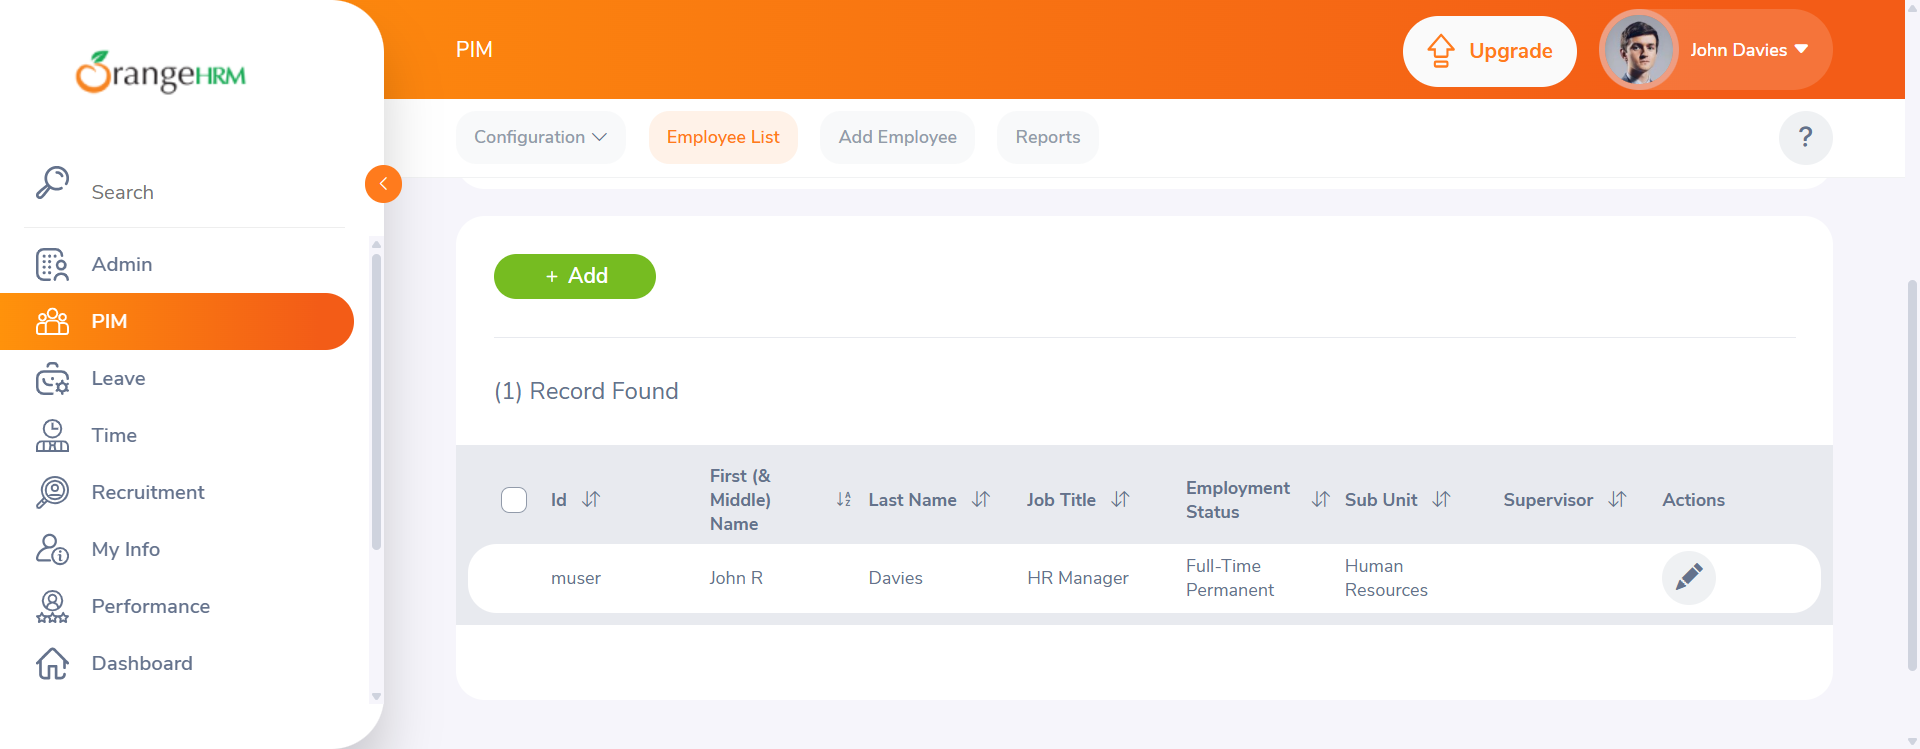 OrangeHRM
Search
Admin
PIM
Leave
Time
Recruitment
My Info
Performance
Dashboard
PIM
Upgrade
John Davies
Configuration
Employee List
Add Employee
Reports
?
+ Add
(1) Record Found
Id
First (& Middle) Name
Last Name
Job Title
Employment Status
Sub Unit
Supervisor
Actions
muser
John R
Davies
HR Manager
Full-Time Permanent
Human Resources